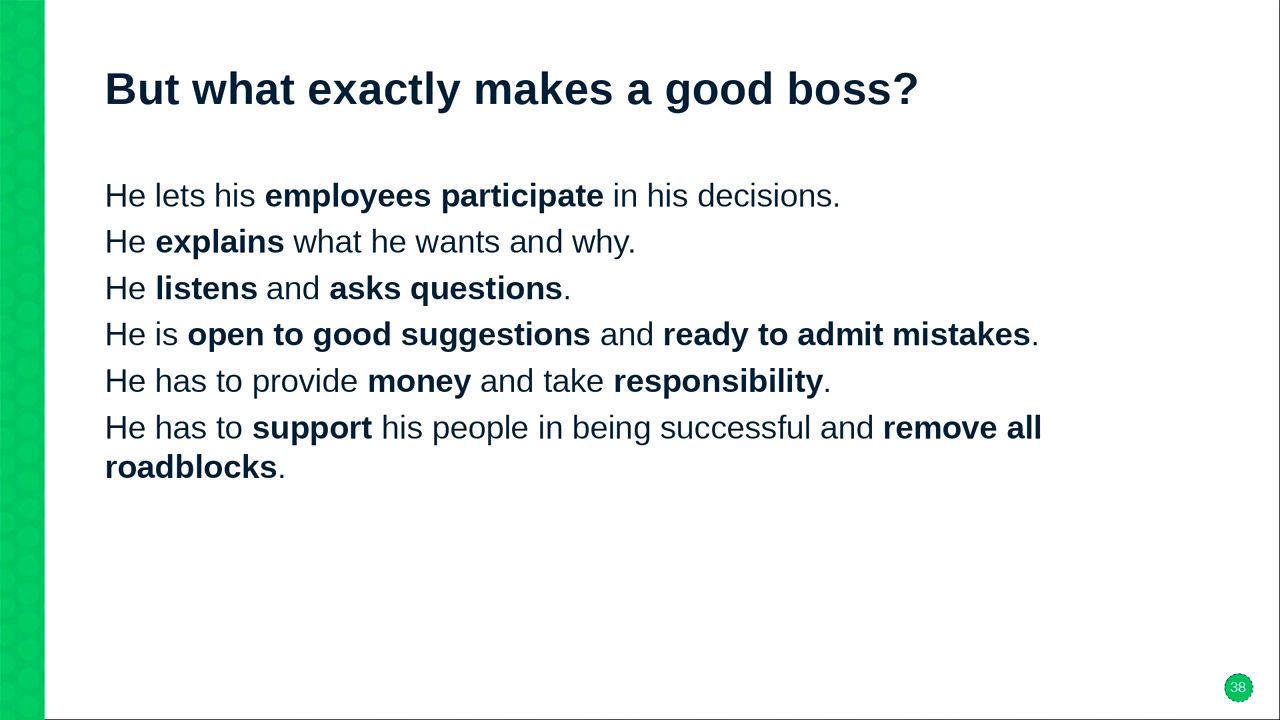 But what exactly makes a good boss?
He lets his employees participate in his decisions.
He explains what he wants and why.
He listens and asks questions.
He is open to good suggestions and ready to admit mistakes.
He has to provide money and take responsibility.
He has to support his people in being successful and remove all
roadblocks.
38